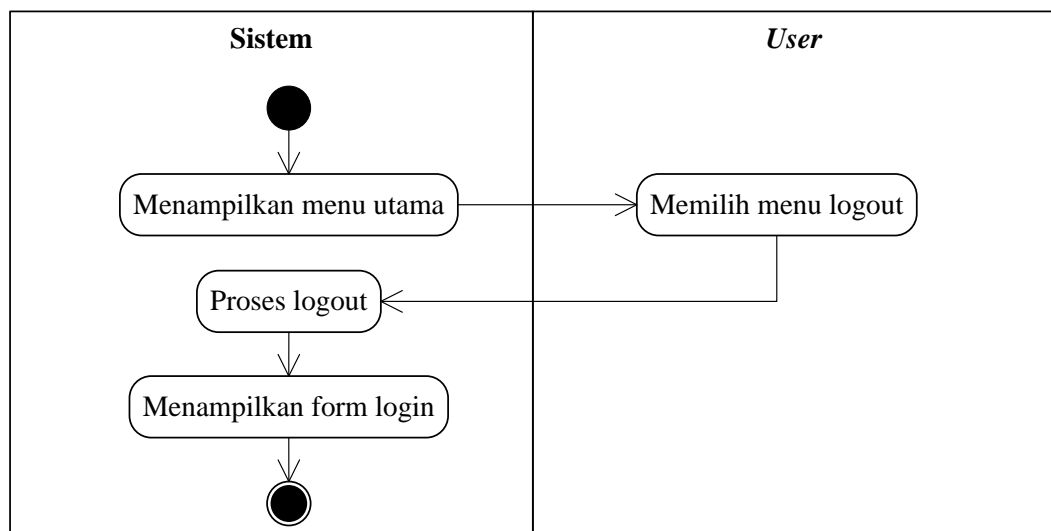 Sistem
User
Menampilkan menu utama
Memilih menu logout
Proses logout
Menampilkan form login